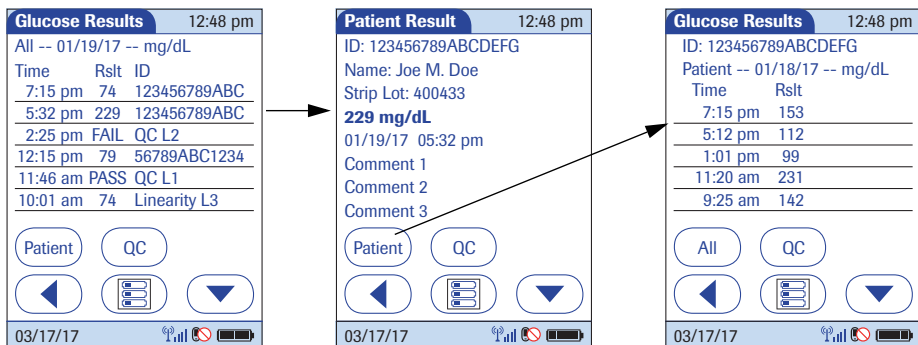 Glucose Results 12:48 pm
All -- 01/19/17 -- mg/dL
Time Rslt ID
7:15 pm 74 123456789ABC
5:32 pm 229 123456789ABC
2:25 pm FAIL QC L2
12:15 pm 79 56789ABC1234
11:46 am PASS QC L1
10:01 am 74 Linearity L3
Patient QC
03/17/17
Patient Result 12:48 pm
ID: 123456789ABCDEFG
Name: Joe M. Doe
Strip Lot: 400433
229 mg/dL
01/19/17 05:32 pm
Comment 1
Comment 2
Comment 3
Patient QC
03/17/17
Glucose Results 12:48 pm
ID: 123456789ABCDEFG
Patient -- 01/18/17 -- mg/dL
Time Rslt
7:15 pm 153
5:12 pm 112
1:01 pm 99
11:20 am 231
9:25 am 142
All QC
03/17/17